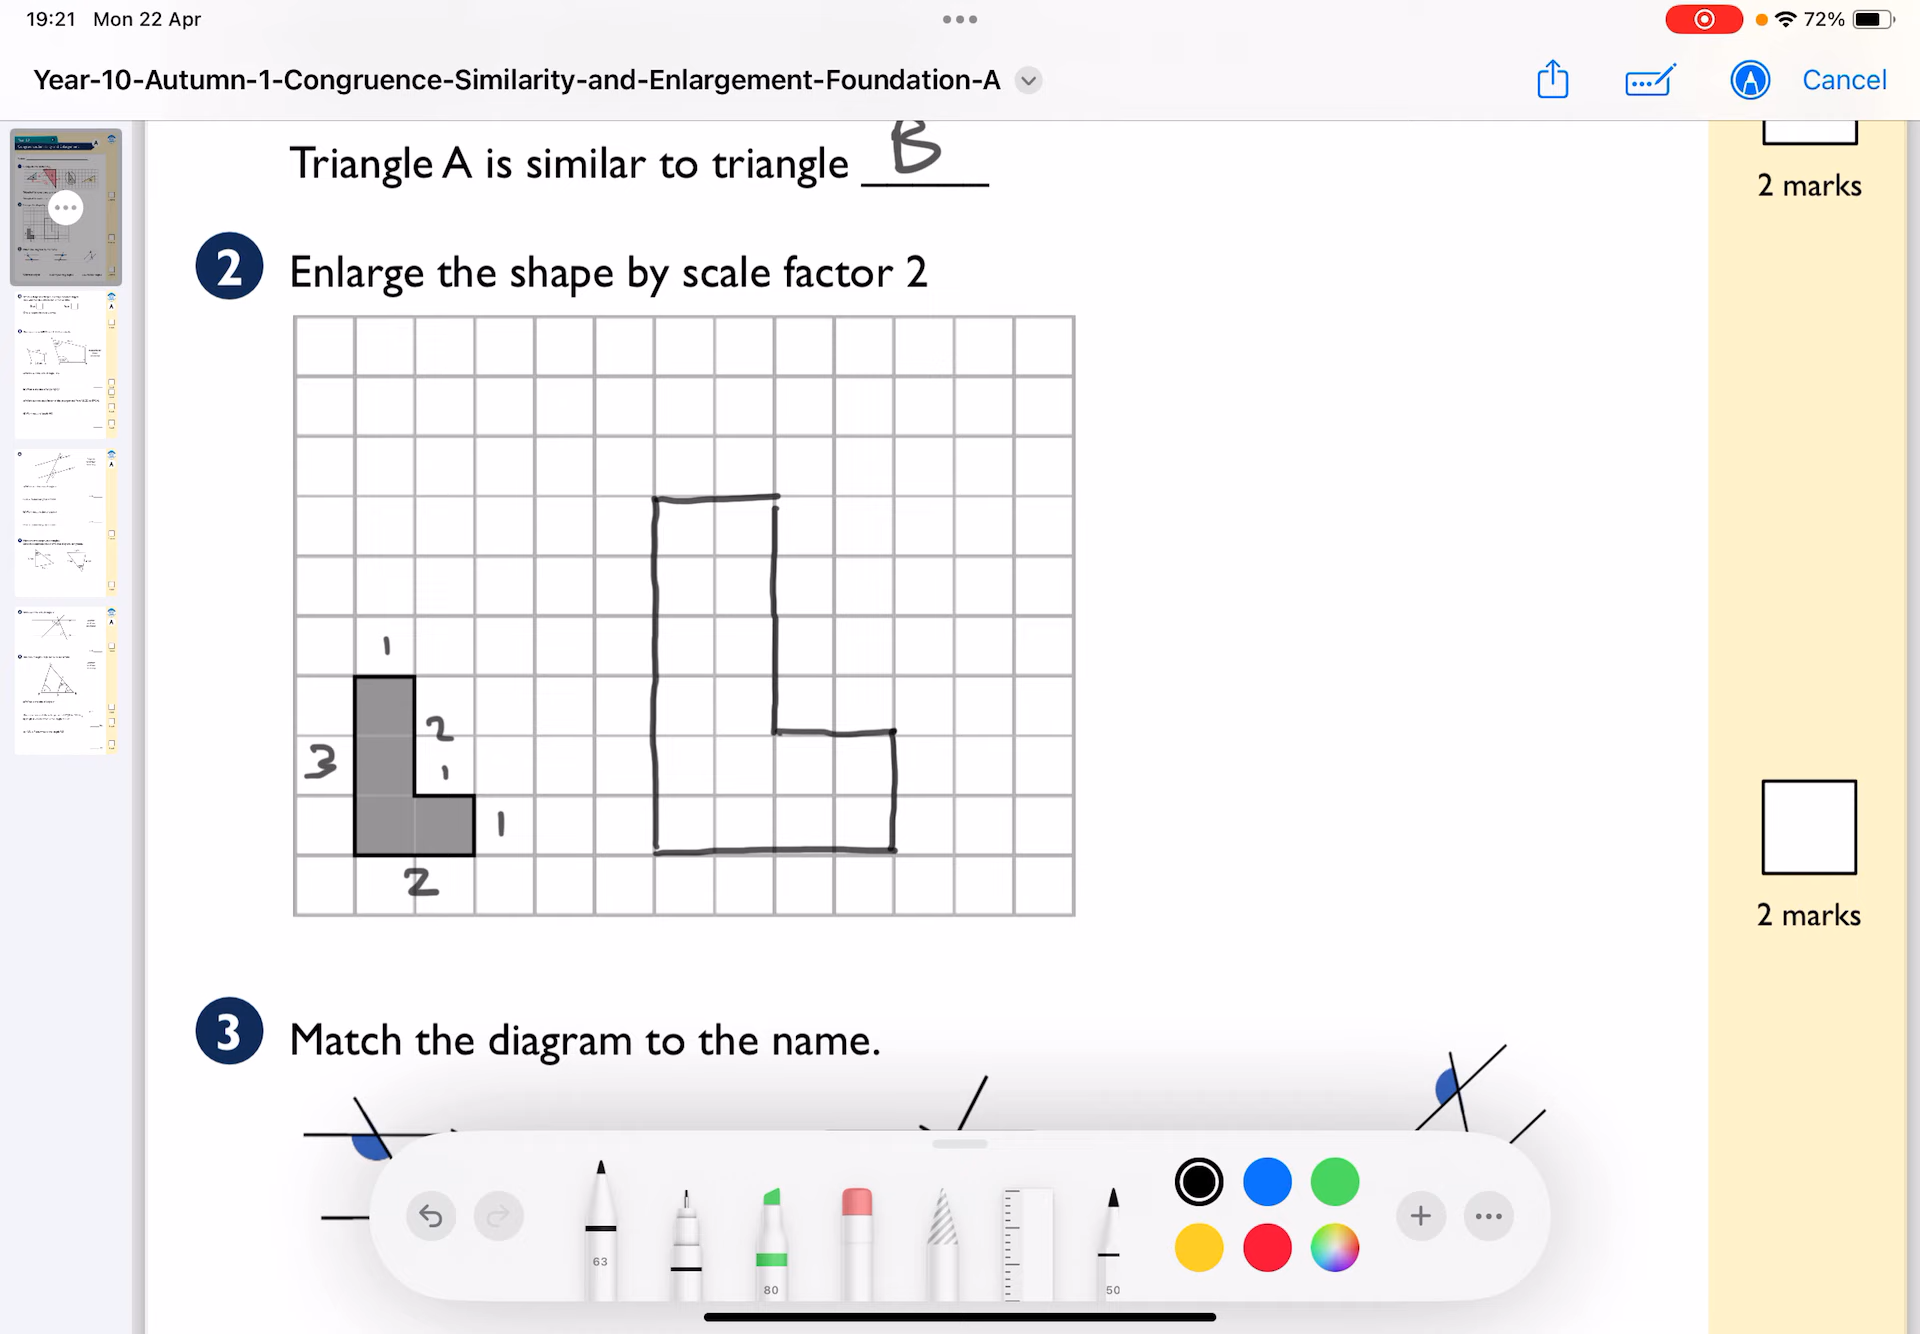 19:21 Mon 22 Apr
72%
Year-10-Autumn-1-Congruence-Similarity-and-Enlargement-Foundation-A
Cancel
Triangle A is similar to triangle B
2 marks
2 Enlarge the shape by scale factor 2
1
2
3
1
1
2
2 marks
3 Match the diagram to the name.
63
80
50